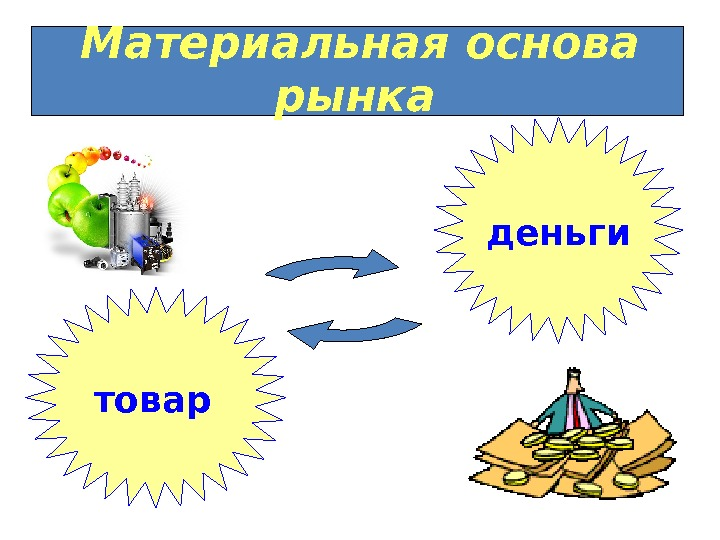 Материальная основа
рынка
деньги
товар